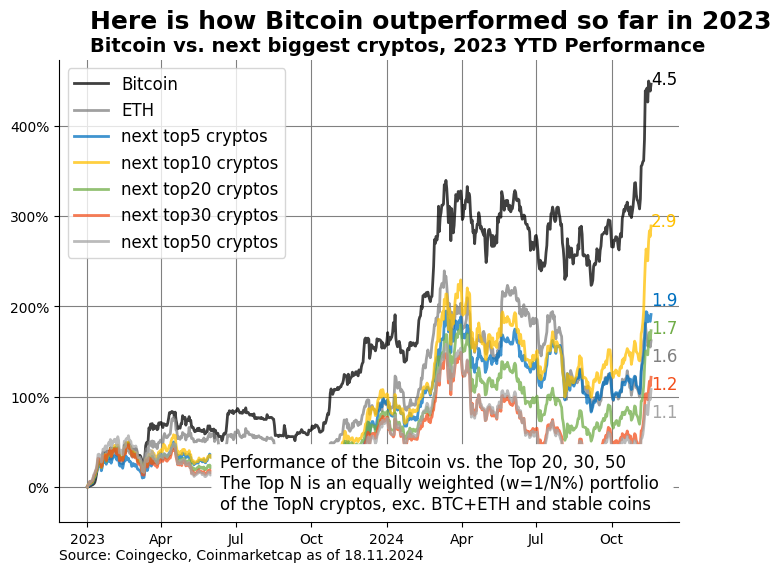 Here is how Bitcoin outperformed so far in 2023
Bitcoin vs. next biggest cryptos, 2023 YTD Performance
Bitcoin
ETH
next top5 cryptos
next top10 cryptos
next top20 cryptos
next top30 cryptos
next top50 cryptos
400%
300%
200%
100%
0%
4.5
2.9
1.9
1.7
1.6
1.2
1.1
Performance of the Bitcoin vs. the Top 20, 30, 50
The Top N is an equally weighted (w=1/N%) portfolio
of the TopN cryptos, exc. BTC+ETH and stable coins
2023 Apr Jul Oct 2024 Apr Jul Oct
Source: Coingecko, Coinmarketcap as of 18.11.2024